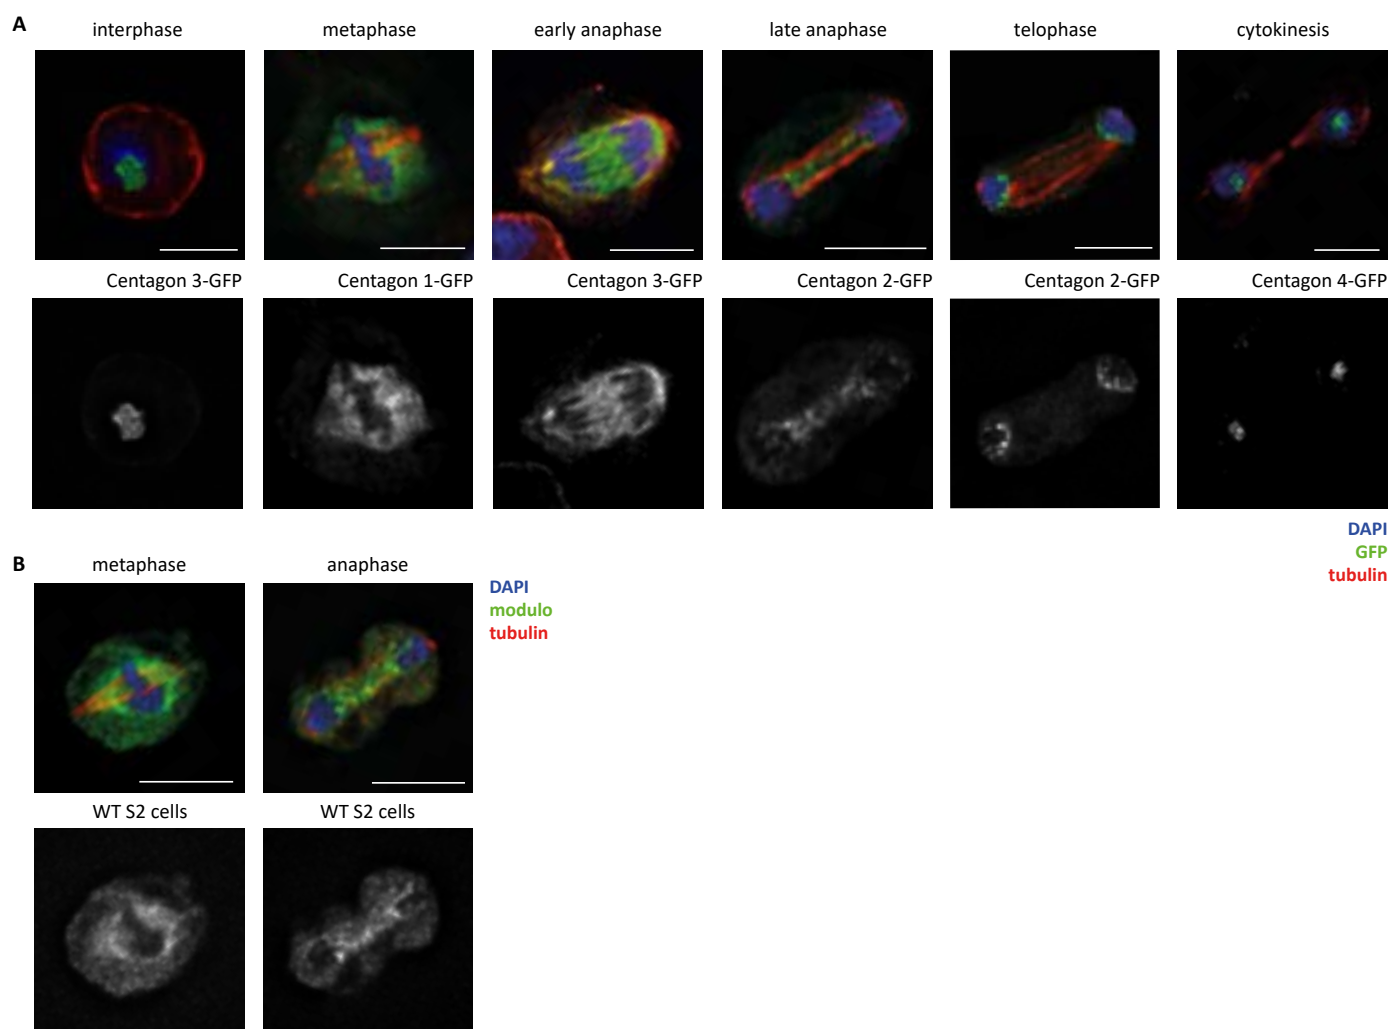 A
interphase
metaphase
early anaphase
late anaphase
telophase
cytokinesis
Centagon 3-GFP
Centagon 1-GFP
Centagon 3-GFP
Centagon 2-GFP
Centagon 2-GFP
Centagon 4-GFP
DAPI
GFP
tubulin
B
metaphase
anaphase
DAPI
modulo
tubulin
WT S2 cells
WT S2 cells